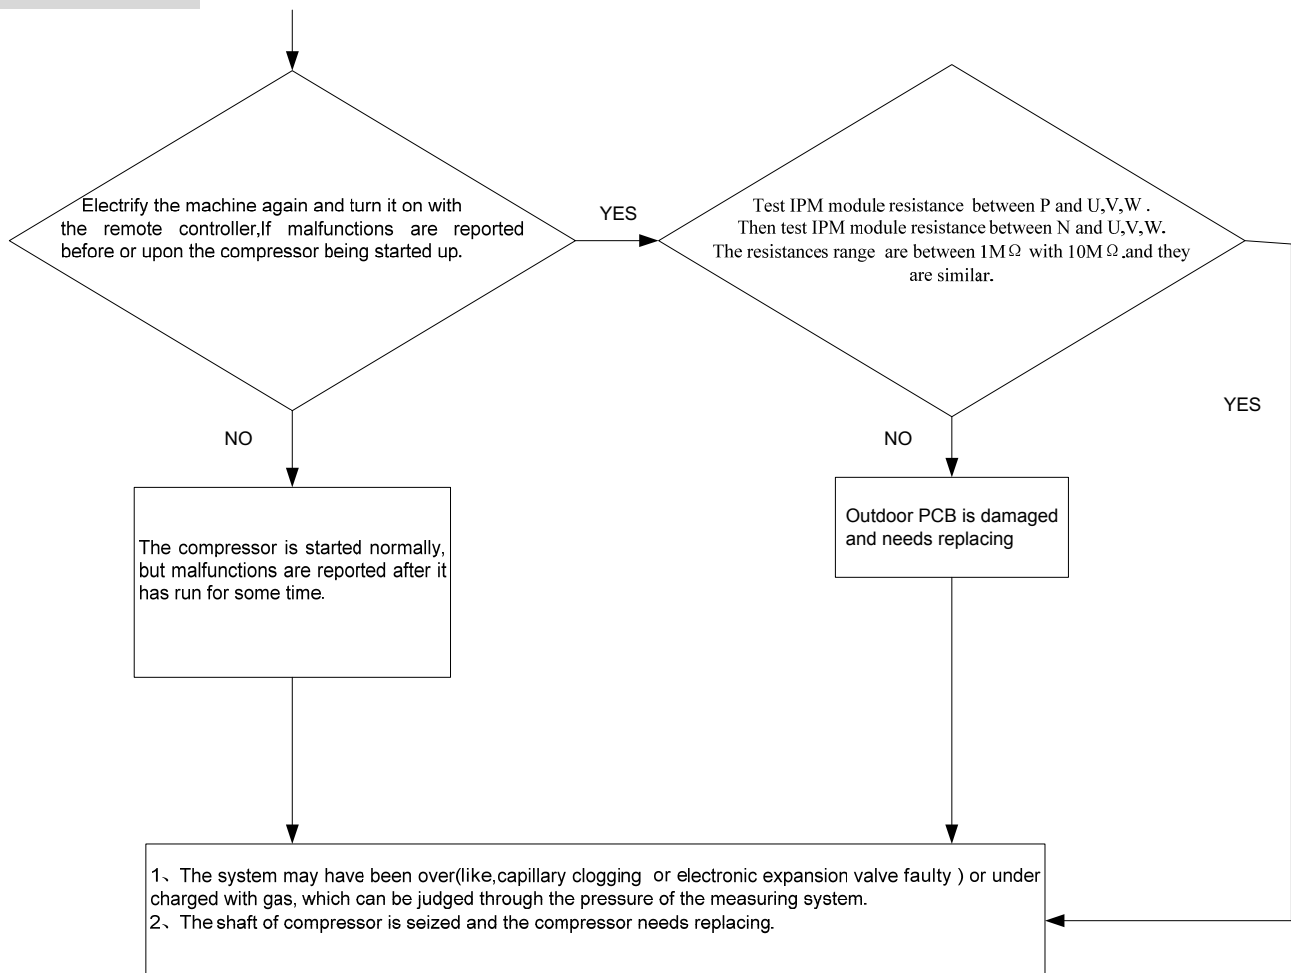 Electrify the machine again and turn it on with
the remote controller,If malfunctions are reported
before or upon the compressor being started up.
YES
Test IPM module resistance between P and U,V,W .
Then test IPM module resistance between N and U,V,W.
The resistances range are between 1MΩ with 10MΩ.and they
are similar.
YES
NO
NO
The compressor is started normally,
but malfunctions are reported after it
has run for some time.
Outdoor PCB is damaged
and needs replacing
1、The system may have been over(like,capillary clogging or electronic expansion valve faulty ) or under
charged with gas, which can be judged through the pressure of the measuring system.
2、The shaft of compressor is seized and the compressor needs replacing.